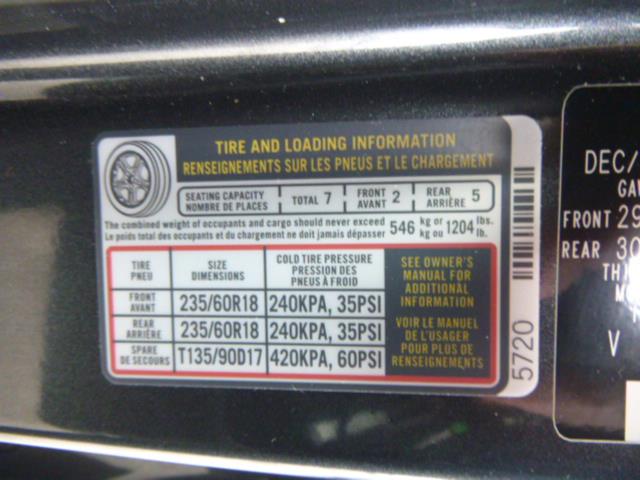 TIRE AND LOADING INFORMATION
RENSEIGNEMENTS SUR LES PNEUS ET LE CHARGEMENT
SEATING CAPACITY
NOMBRE DE PLACES
TOTAL 7
FRONT
AVANT 2
REAR
ARRIÈRE 5
The combined weight of occupants and cargo should never exceed 546 kg or 1204 lbs.
Le poids total des occupants et du chargement ne doit jamais dépasser kg ou lb.
TIRE
PNEU
SIZE
DIMENSIONS
COLD TIRE PRESSURE
PRESSION DES
PNEUS À FROID
FRONT
AVANT
235/60R18
240KPA, 35PSI
REAR
ARRIÈRE
235/60R18
240KPA, 35PSI
SPARE
DE SECOURS
T135/90D17
420KPA, 60PSI
SEE OWNER'S
MANUAL FOR
ADDITIONAL
INFORMATION
VOIR LE MANUEL
DE L'USAGER
POUR PLUS DE
RENSEIGNEMENTS
5720
DEC/
GAW
FRONT 29
REAR 30
TH
M
V